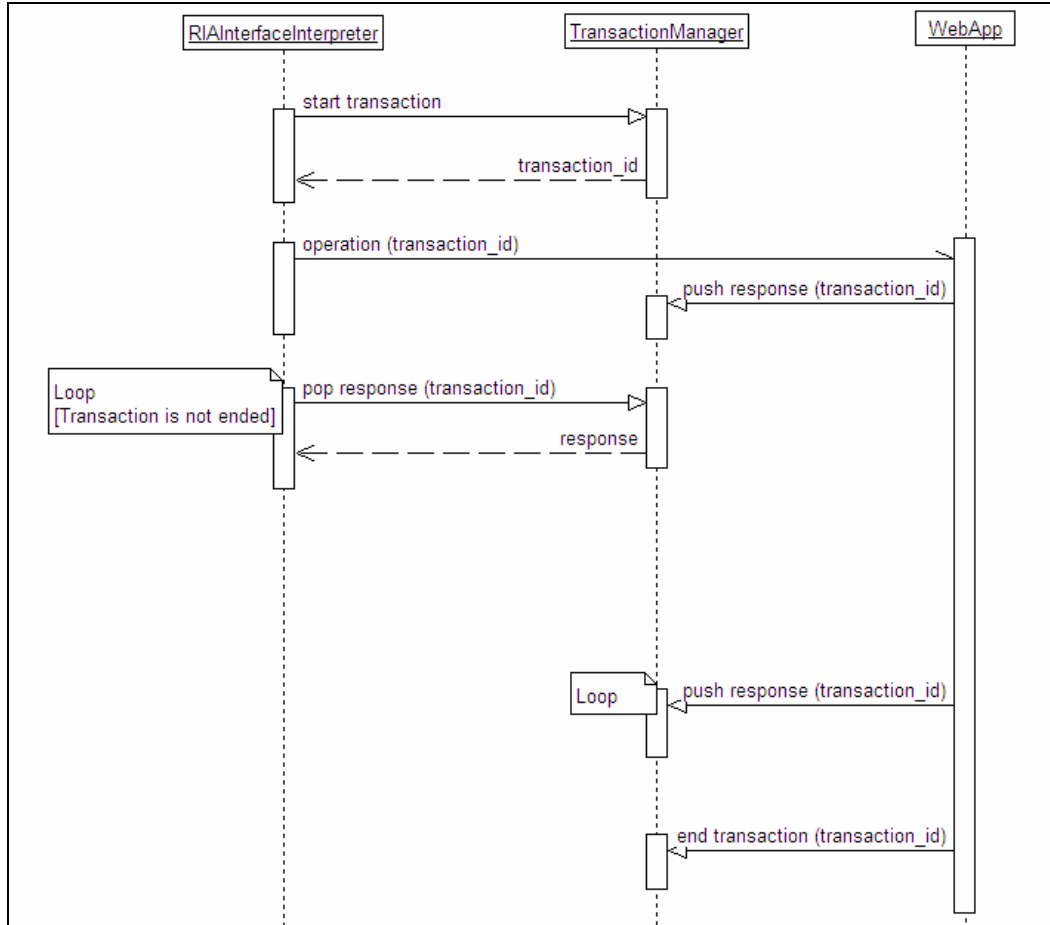 RIAInterfaceInterpreter
TransactionManager
WebApp
start transaction
transaction_id
operation (transaction_id)
push response (transaction_id)
Loop
[Transaction is not ended]
pop response (transaction_id)
response
Loop
push response (transaction_id)
end transaction (transaction_id)